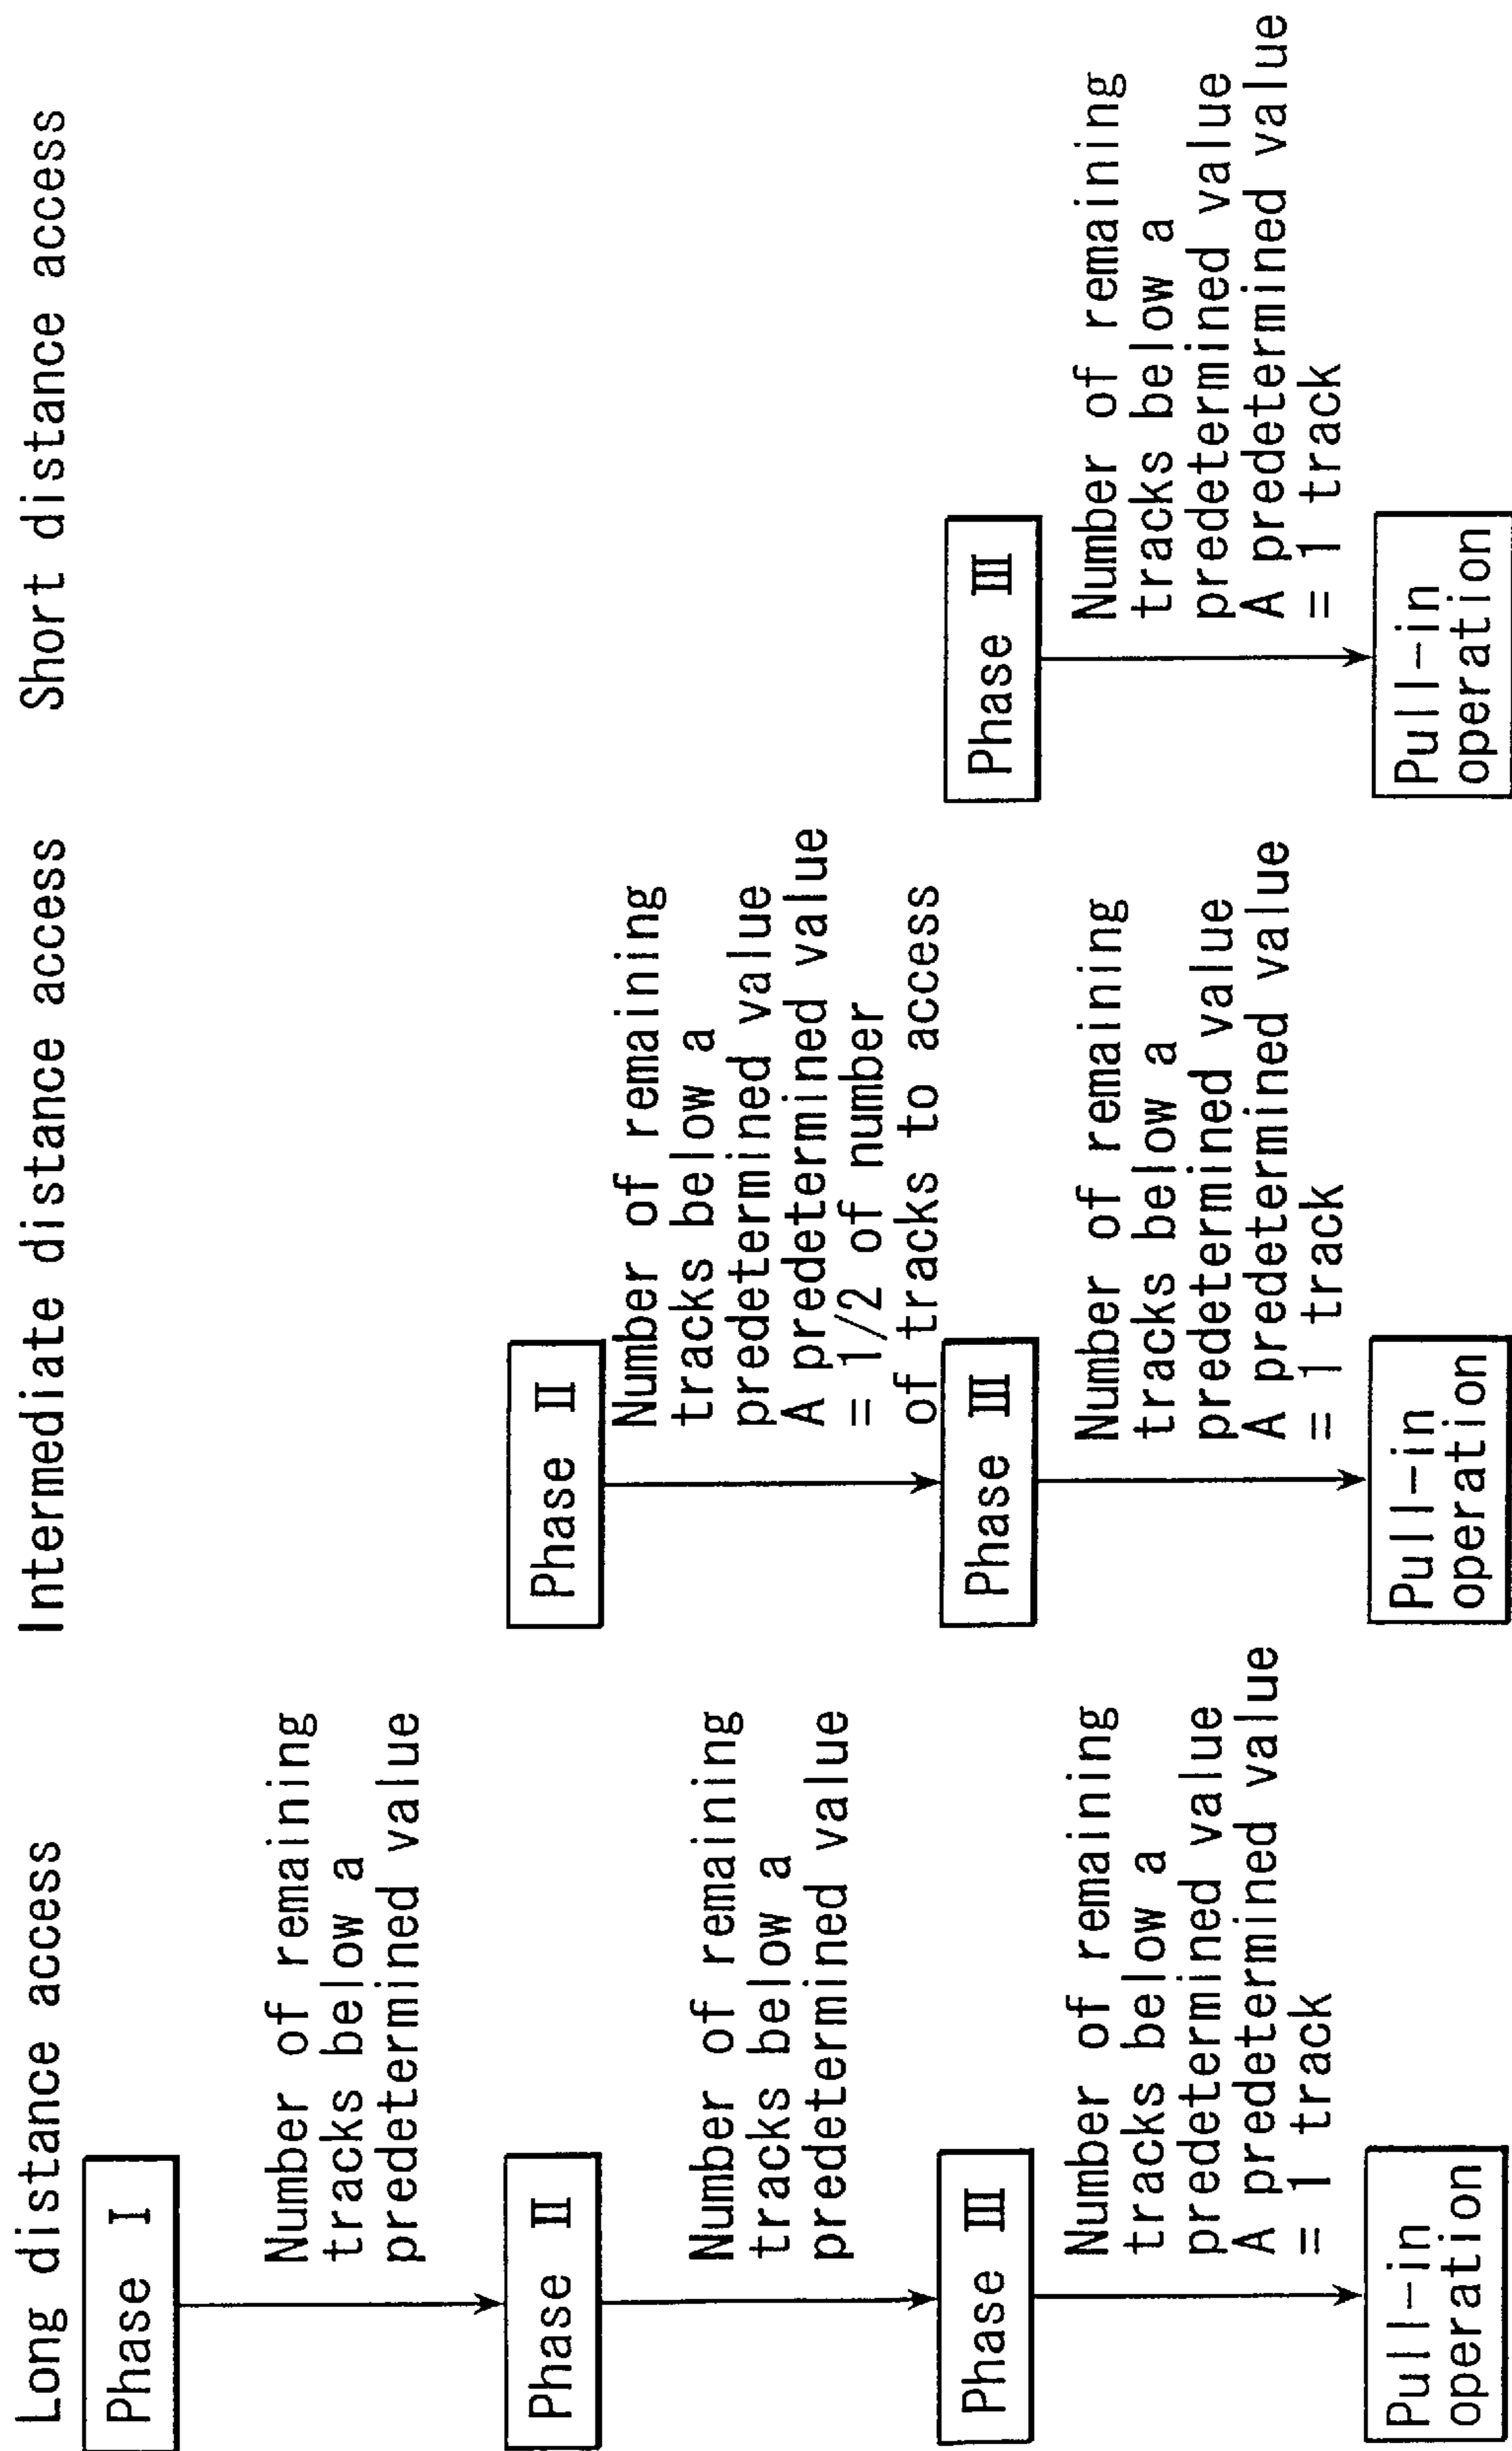 Long distance access
Phase I
Number of remaining
tracks below a
predetermined value
Phase II
Number of remaining
tracks below a
predetermined value
Phase III
Number of remaining
tracks below a
predetermined value
A predetermined value
= 1 track
Pull-in
operation
Intermediate distance access
Phase II
Number of remaining
tracks below a
predetermined value
A predetermined value
= 1/2 of number
of tracks to access
Phase III
Number of remaining
tracks below a
predetermined value
A predetermined value
= 1 track
Pull-in
operation
Short distance access
Phase III
Number of remaining
tracks below a
predetermined value
A predetermined value
= 1 track
Pull-in
operation